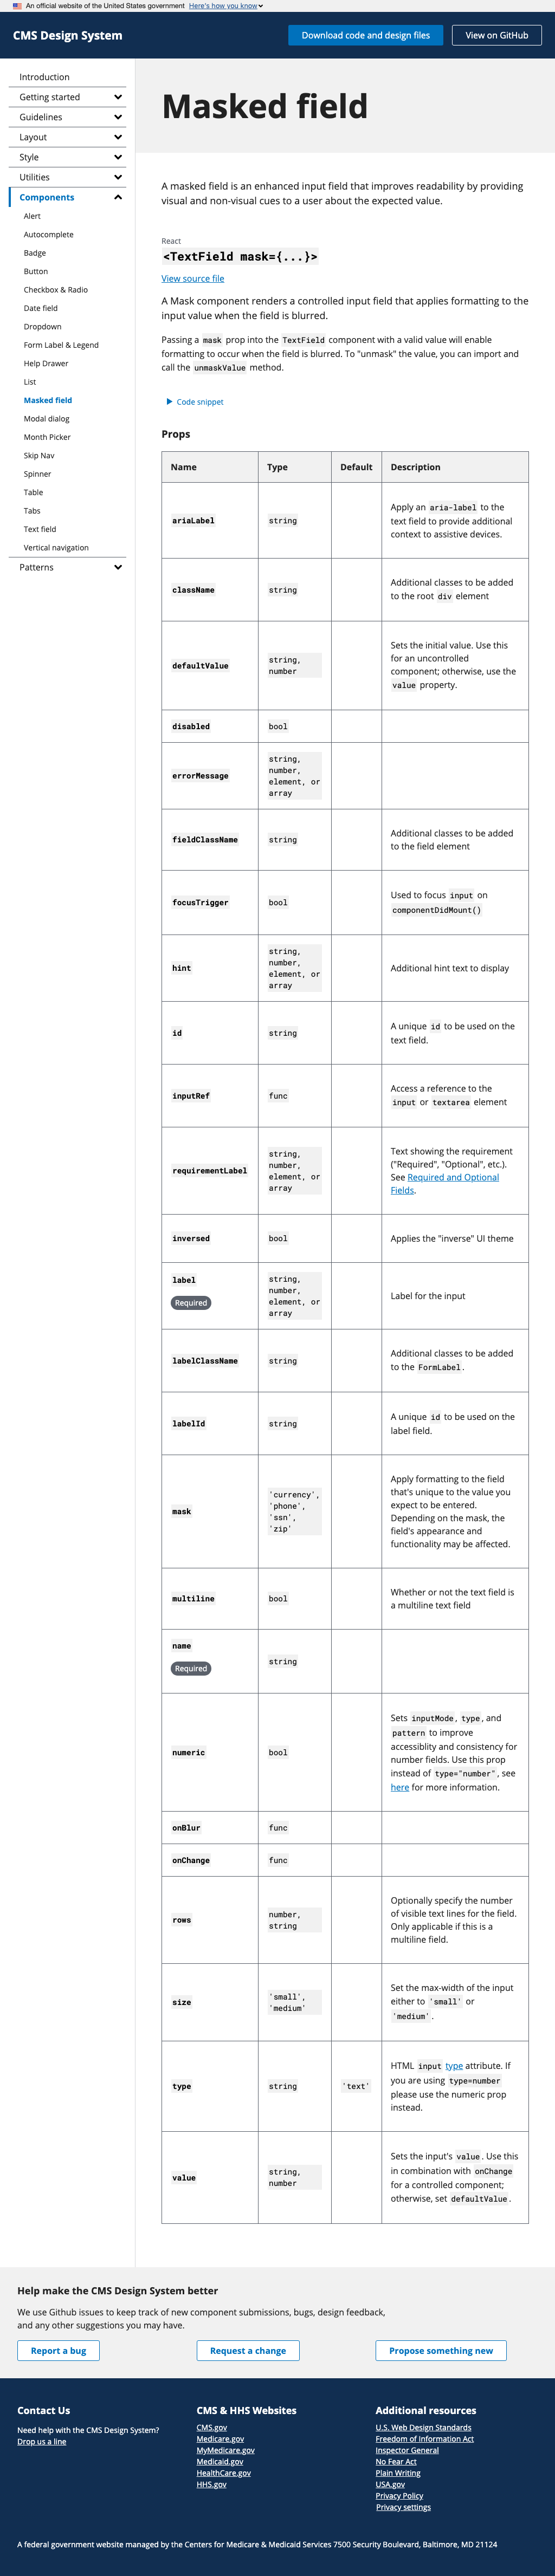 An official website of the United States government Here's how you know
CMS Design System
Download code and design files
View on GitHub
Introduction
Getting started
Guidelines
Layout
Style
Utilities
Components
Alert
Autocomplete
Badge
Button
Checkbox & Radio
Date field
Dropdown
Form Label & Legend
Help Drawer
List
Masked field
Modal dialog
Month Picker
Skip Nav
Spinner
Table
Tabs
Text field
Vertical navigation
Patterns
Masked field
A masked field is an enhanced input field that improves readability by providing
visual and non-visual cues to a user about the expected value.
React
<TextField mask={...}>
View source file
A Mask component renders a controlled input field that applies formatting to the
input value when the field is blurred.
Passing a mask prop into the TextField component with a valid value will enable
formatting to occur when the field is blurred. To "unmask" the value, you can import and
call the unmaskValue method.
Code snippet
Props
Name Type Default Description
ariaLabel string Apply an aria-label to the
text field to provide additional
context to assistive devices.
className string Additional classes to be added
to the root div element
defaultValue string,
number
Sets the initial value. Use this
for an uncontrolled
component; otherwise, use the
value property.
disabled bool
errorMessage string,
number,
element, or
array
fieldClassName string Additional classes to be added
to the field element
focusTrigger bool Used to focus input on
componentDidMount()
hint string,
number,
element, or
array
Additional hint text to display
id string A unique id to be used on the
text field.
inputRef func Access a reference to the
input or textarea element
requirementLabel string,
number,
element, or
array
Text showing the requirement
("Required", "Optional", etc.).
See Required and Optional
Fields.
inversed bool Applies the "inverse" UI theme
label
Required
string,
number,
element, or
array
Label for the input
labelClassName string Additional classes to be added
to the FormLabel.
labelId string A unique id to be used on the
label field.
mask 'currency',
'phone',
'ssn',
'zip'
Apply formatting to the field
that's unique to the value you
expect to be entered.
Depending on the mask, the
field's appearance and
functionality may be affected.
multiline bool Whether or not the text field is
a multiline text field
name
Required
string
numeric bool Sets inputMode, type, and
pattern to improve
accessiblity and consistency for
number fields. Use this prop
instead of type="number", see
here for more information.
onBlur func
onChange func
rows number,
string
Optionally specify the number
of visible text lines for the field.
Only applicable if this is a
multiline field.
size 'small',
'medium'
Set the max-width of the input
either to 'small' or
'medium'.
type string 'text' HTML input type attribute. If
you are using type=number
please use the numeric prop
instead.
value string,
number
Sets the input's value. Use this
in combination with onChange
for a controlled component;
otherwise, set defaultValue.
Help make the CMS Design System better
We use Github issues to keep track of new component submissions, bugs, design feedback,
and any other suggestions you may have.
Report a bug
Request a change
Propose something new
Contact Us
Need help with the CMS Design System?
Drop us a line
CMS & HHS Websites
CMS.gov
Medicare.gov
MyMedicare.gov
Medicaid.gov
HealthCare.gov
HHS.gov
Additional resources
U.S. Web Design Standards
Freedom of Information Act
Inspector General
No Fear Act
Plain Writing
USA.gov
Privacy Policy
Privacy settings
A federal government website managed by the Centers for Medicare & Medicaid Services 7500 Security Boulevard, Baltimore, MD 21124